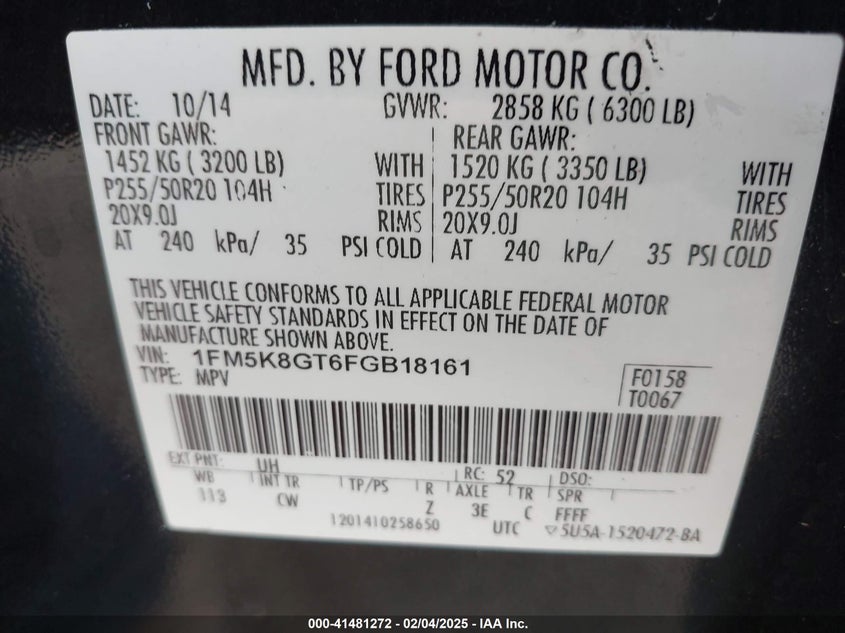 MFD. BY FORD MOTOR CO.
DATE: 10/14 GVWR: 2858 KG ( 6300 LB)
FRONT GAWR: REAR GAWR:
1452 KG ( 3200 LB) WITH 1520 KG ( 3350 LB) WITH
P255/50R20 104H TIRES P255/50R20 104H TIRES
20X9.0J RIMS 20X9.0J RIMS
AT 240 kPa/ 35 PSI COLD AT 240 kPa/ 35 PSI COLD
THIS VEHICLE CONFORMS TO ALL APPLICABLE FEDERAL MOTOR
VEHICLE SAFETY STANDARDS IN EFFECT ON THE DATE OF
MANUFACTURE SHOWN ABOVE.
VIN: 1FM5K8GT6FGB18161
TYPE: MPV
F0158
T0067
EXT PNT: UH RC: 52 DSO:
WB INT TR TP/PS R AXLE TR SPR
113 CW Z 3E C FFFF
1201410258650 UTC ▽ 5U5A-1520472-BA
000-41481272 - 02/04/2025 - IAA Inc.